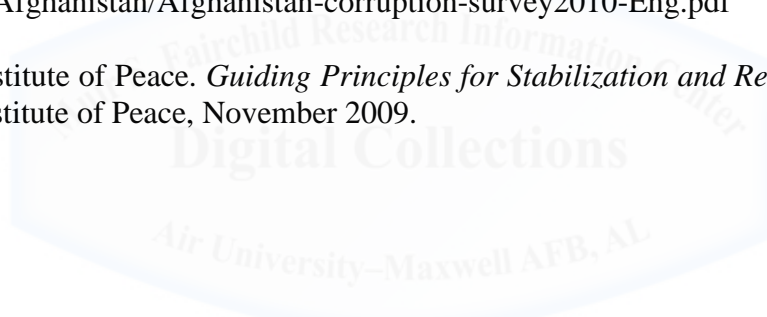 Afghanistan/Afghanistan-corruption-survey2010-Eng.pdf
stitute of Peace. Guiding Principles for Stabilization and Re
stitute of Peace, November 2009.
Fairchild Research Information Center
Digital Collections
Air University–Maxwell AFB, AL